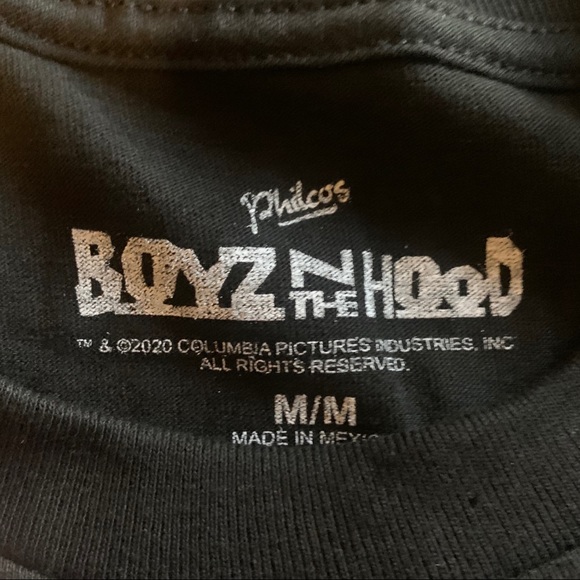 Philcos
BOYZ N THE HOOD
™ & ©2020 COLUMBIA PICTURES INDUSTRIES, INC
ALL RIGHTS RESERVED.
M/M
MADE IN